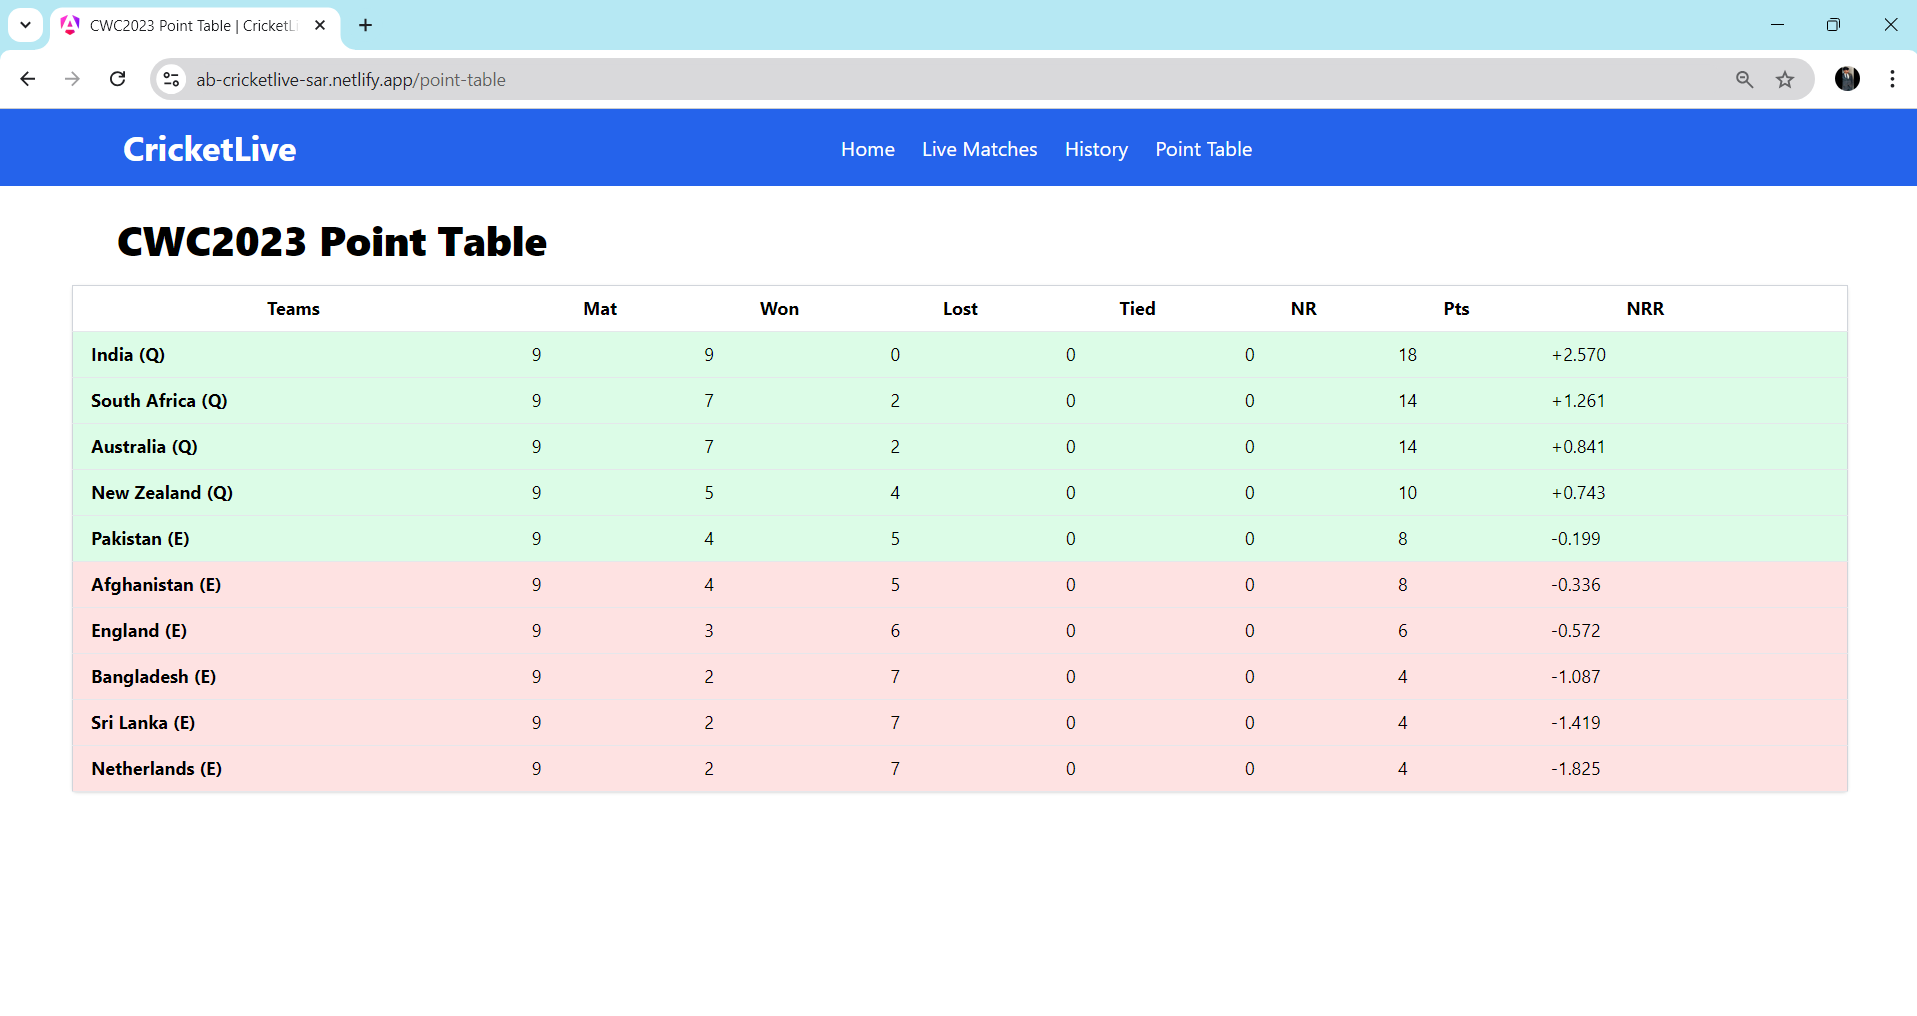 CWC2023 Point Table | CricketLi
ab-cricketlive-sar.netlify.app/point-table
CricketLive Home Live Matches History Point Table
CWC2023 Point Table
Teams Mat Won Lost Tied NR Pts NRR
India (Q) 9 9 0 0 0 18 +2.570
South Africa (Q) 9 7 2 0 0 14 +1.261
Australia (Q) 9 7 2 0 0 14 +0.841
New Zealand (Q) 9 5 4 0 0 10 +0.743
Pakistan (E) 9 4 5 0 0 8 -0.199
Afghanistan (E) 9 4 5 0 0 8 -0.336
England (E) 9 3 6 0 0 6 -0.572
Bangladesh (E) 9 2 7 0 0 4 -1.087
Sri Lanka (E) 9 2 7 0 0 4 -1.419
Netherlands (E) 9 2 7 0 0 4 -1.825